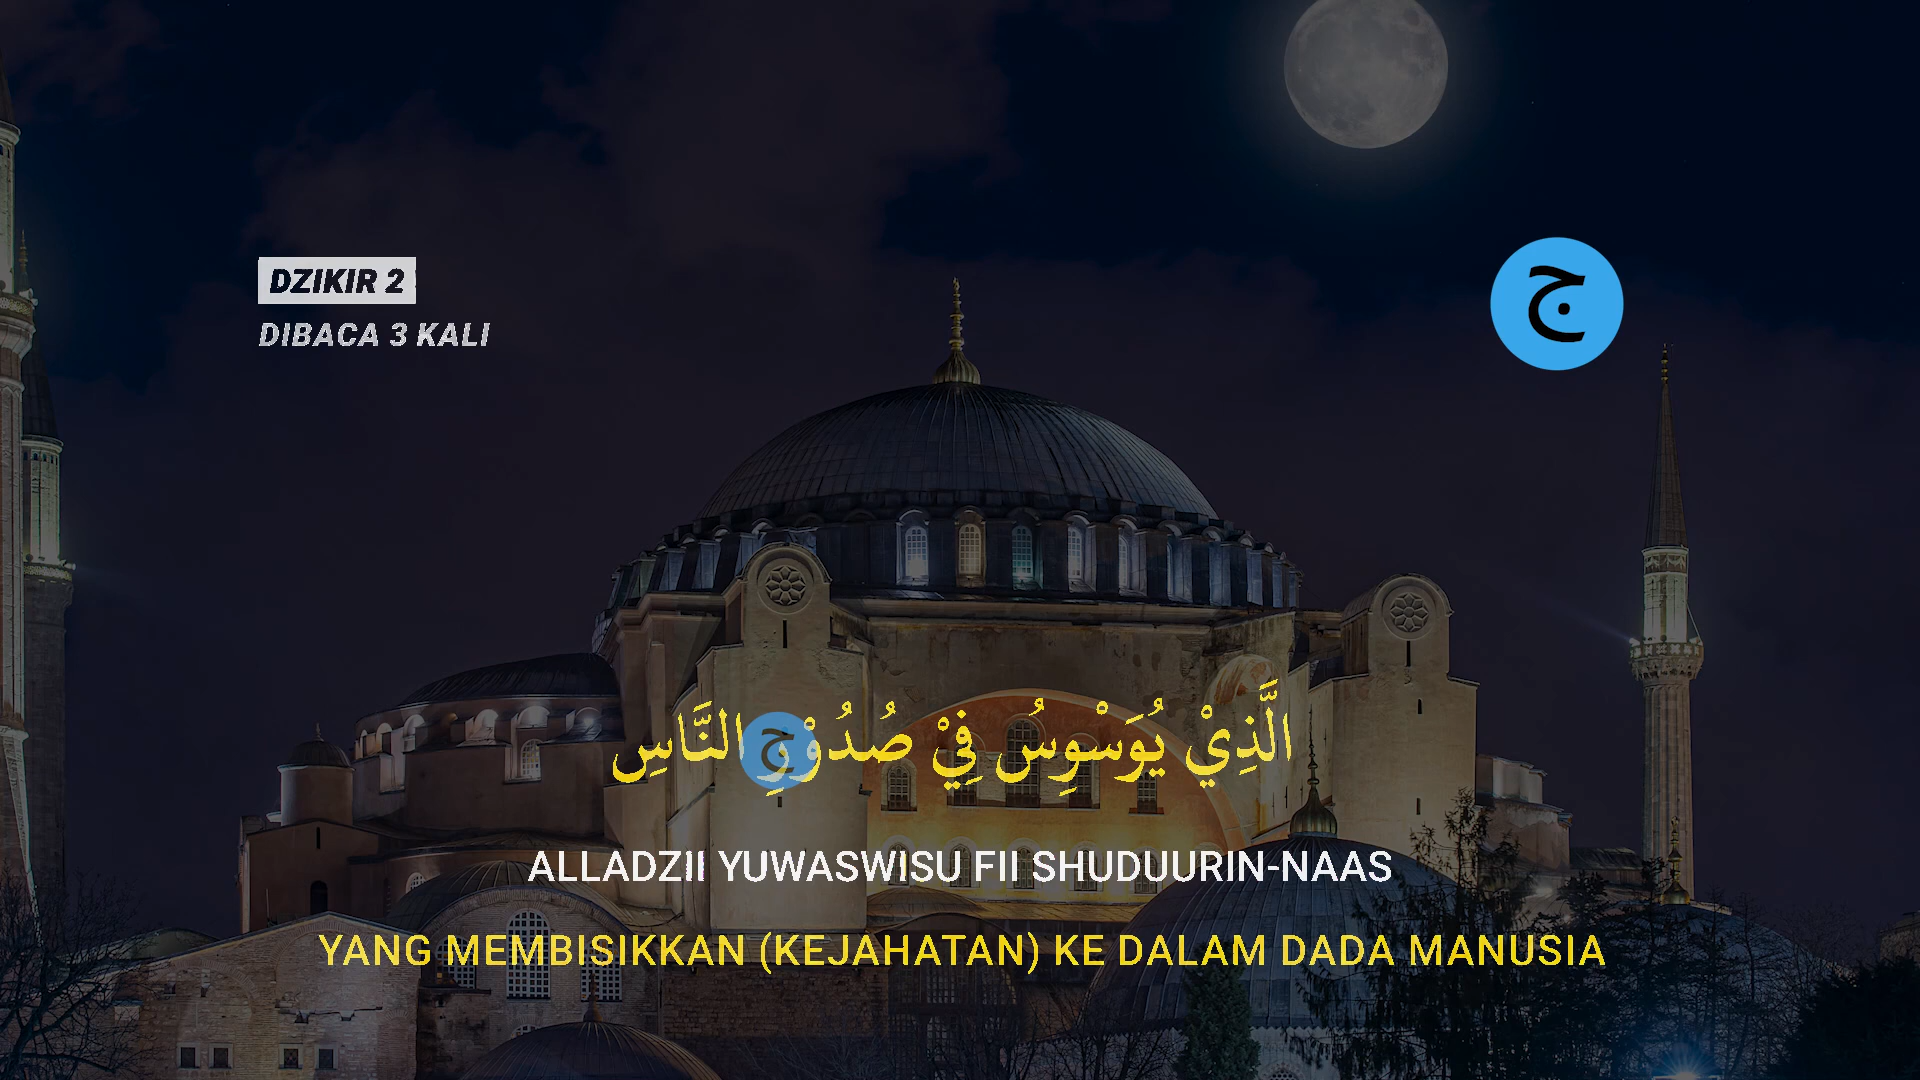 DZIKIR 2
DIBACA 3 KALI
ج
الَّذِيْ يُوَسْوِسُ فِيْ صُدُوْرِ النَّاسِ
ج
ALLADZII YUWASWISU FII SHUDUURIN-NAAS
YANG MEMBISIKKAN (KEJAHATAN) KE DALAM DADA MANUSIA